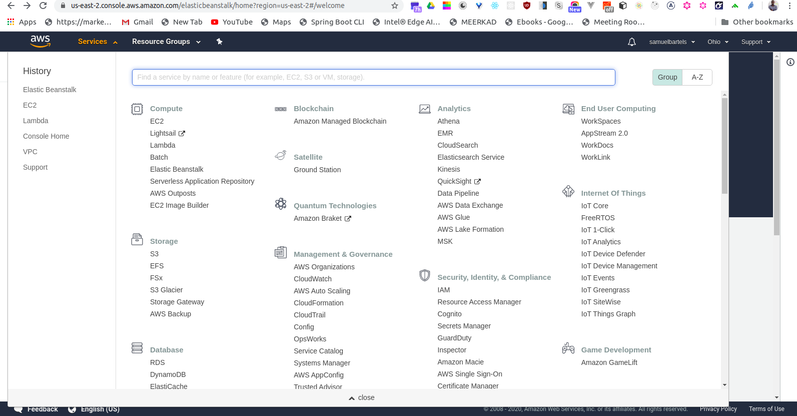 us-east-2.console.aws.amazon.com/elasticbeanstalk/home?region=us-east-2#/welcome
Apps
https://marke...
Gmail
New Tab
YouTube
Maps
Spring Boot CLI
Intel® Edge AI...
MEERKAD
Ebooks - Goog...
Meeting Roo...
Other bookmarks
aws
Services
Resource Groups
samuelbartels
Ohio
Support
History
Elastic Beanstalk
EC2
Lambda
Console Home
VPC
Support
Find a service by name or feature (for example, EC2, S3 or VM, storage).
Group
A-Z
Compute
EC2
Lightsail
Lambda
Batch
Elastic Beanstalk
Serverless Application Repository
AWS Outposts
EC2 Image Builder
Storage
S3
EFS
FSx
S3 Glacier
Storage Gateway
AWS Backup
Database
RDS
DynamoDB
ElastiCache
Blockchain
Amazon Managed Blockchain
Satellite
Ground Station
Quantum Technologies
Amazon Braket
Management & Governance
AWS Organizations
CloudWatch
AWS Auto Scaling
CloudFormation
CloudTrail
Config
OpsWorks
Service Catalog
Systems Manager
AWS AppConfig
Trusted Advisor
Analytics
Athena
EMR
CloudSearch
Elasticsearch Service
Kinesis
QuickSight
Data Pipeline
AWS Data Exchange
AWS Glue
AWS Lake Formation
MSK
Security, Identity, & Compliance
IAM
Resource Access Manager
Cognito
Secrets Manager
GuardDuty
Inspector
Amazon Macie
AWS Single Sign-On
Certificate Manager
End User Computing
WorkSpaces
AppStream 2.0
WorkDocs
WorkLink
Internet Of Things
IoT Core
FreeRTOS
IoT 1-Click
IoT Analytics
IoT Device Defender
IoT Device Management
IoT Events
IoT Greengrass
IoT SiteWise
IoT Things Graph
Game Development
Amazon GameLift
close
Feedback
English (US)
© 2008 - 2020, Amazon Web Services, Inc. or its affiliates. All rights reserved.
Privacy Policy
Terms of Use